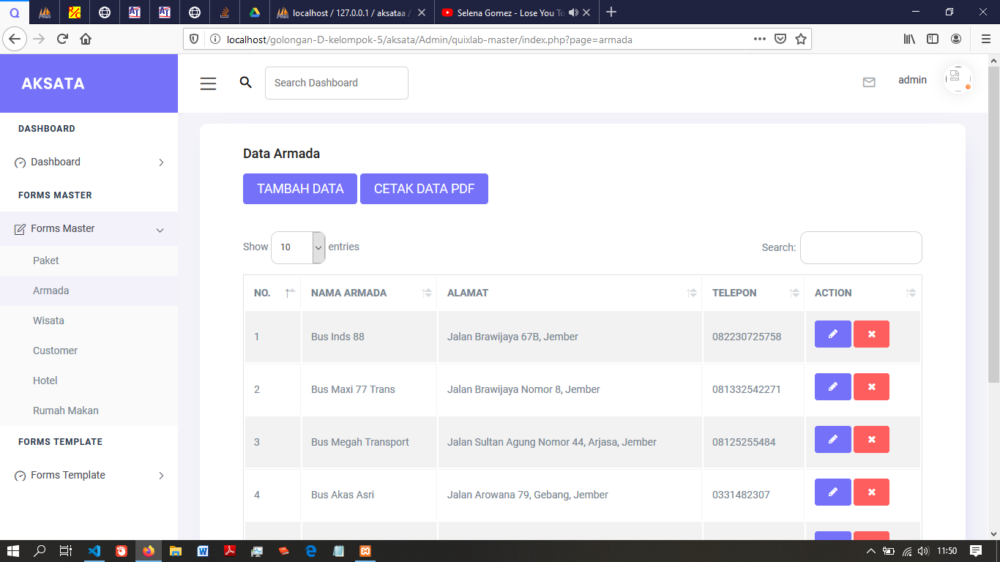 localhost / 127.0.0.1 / aksataa /
Selena Gomez - Lose You To
localhost/golongan-D-kelompok-5/aksata/Admin/quixlab-master/index.php?page=armada
AKSATA
Search Dashboard
admin
DASHBOARD
Dashboard
FORMS MASTER
Forms Master
Paket
Armada
Wisata
Customer
Hotel
Rumah Makan
FORMS TEMPLATE
Forms Template
Data Armada
TAMBAH DATA CETAK DATA PDF
Show 10 entries Search:
NO. NAMA ARMADA ALAMAT TELEPON ACTION
1 Bus Inds 88 Jalan Brawijaya 67B, Jember 082230725758
2 Bus Maxi 77 Trans Jalan Brawijaya Nomor 8, Jember 081332542271
3 Bus Megah Transport Jalan Sultan Agung Nomor 44, Arjasa, Jember 08125255484
4 Bus Akas Asri Jalan Arowana 79, Gebang, Jember 0331482307
11:50